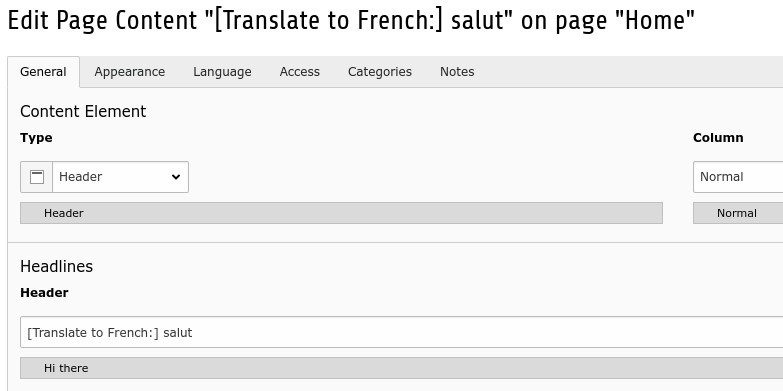 Edit Page Content "[Translate to French:] salut" on page "Home"
General Appearance Language Access Categories Notes
Content Element
Type Column
Header Normal
Header Normal
Headlines
Header
[Translate to French:] salut
Hi there